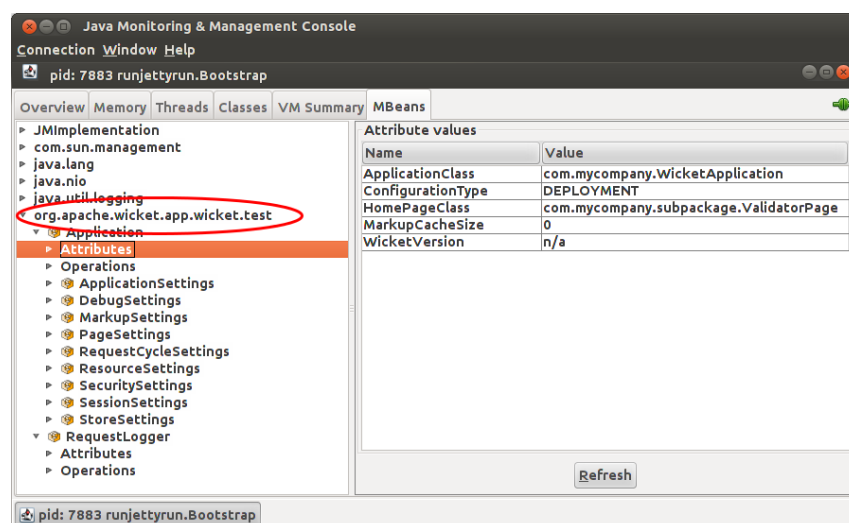 Java Monitoring & Management Console
Connection Window Help
pid: 7883 runjettyrun.Bootstrap
Overview Memory Threads Classes VM Summary MBeans
JMImplementation
com.sun.management
java.lang
java.nio
java.util.logging
org.apache.wicket.app.wicket.test
Application
Attributes
Operations
ApplicationSettings
DebugSettings
MarkupSettings
PageSettings
RequestCycleSettings
ResourceSettings
SecuritySettings
SessionSettings
StoreSettings
RequestLogger
Attributes
Operations
Attribute values
Name Value
ApplicationClass com.mycompany.WicketApplication
ConfigurationType DEPLOYMENT
HomePageClass com.mycompany.subpackage.ValidatorPage
MarkupCacheSize 0
WicketVersion n/a
Refresh
pid: 7883 runjettyrun.Bootstrap